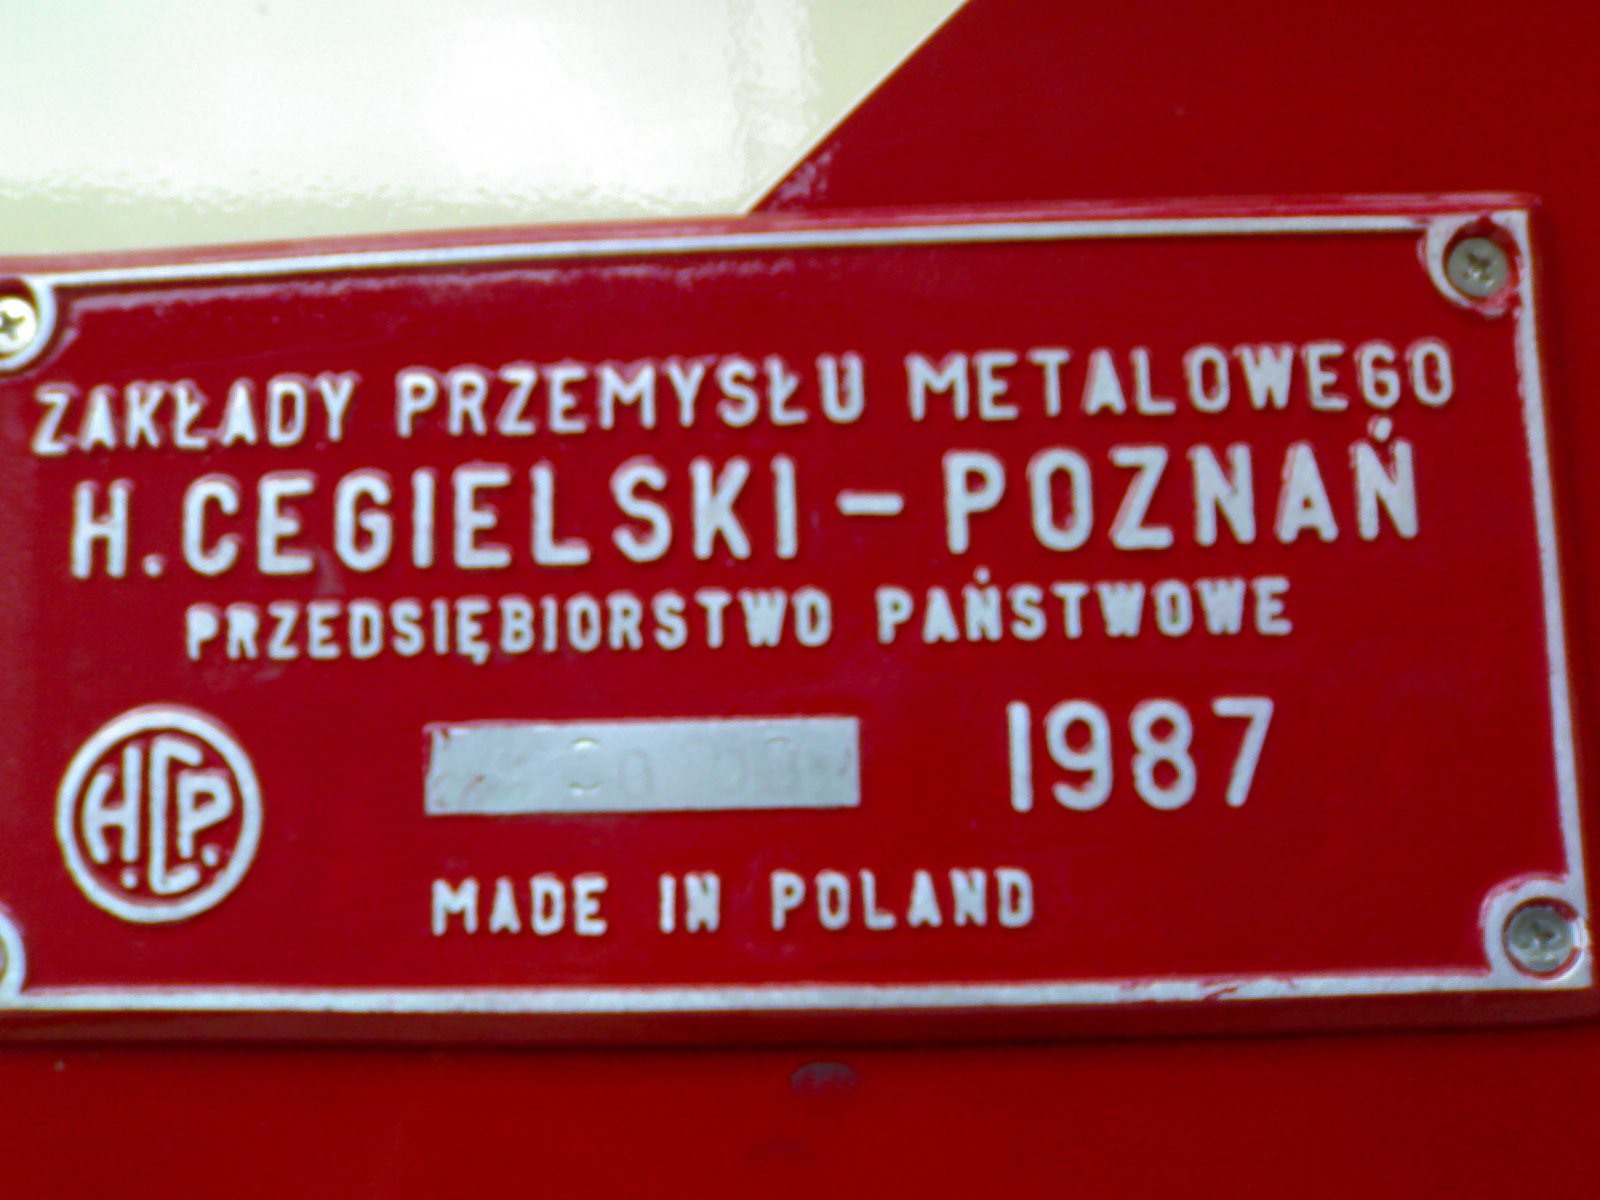 ZAKŁADY PRZEMYSŁU METALOWEGO
H. CEGIELSKI – POZNAŃ
PRZEDSIĘBIORSTWO PAŃSTWOWE
H.C.P.
1987
MADE IN POLAND